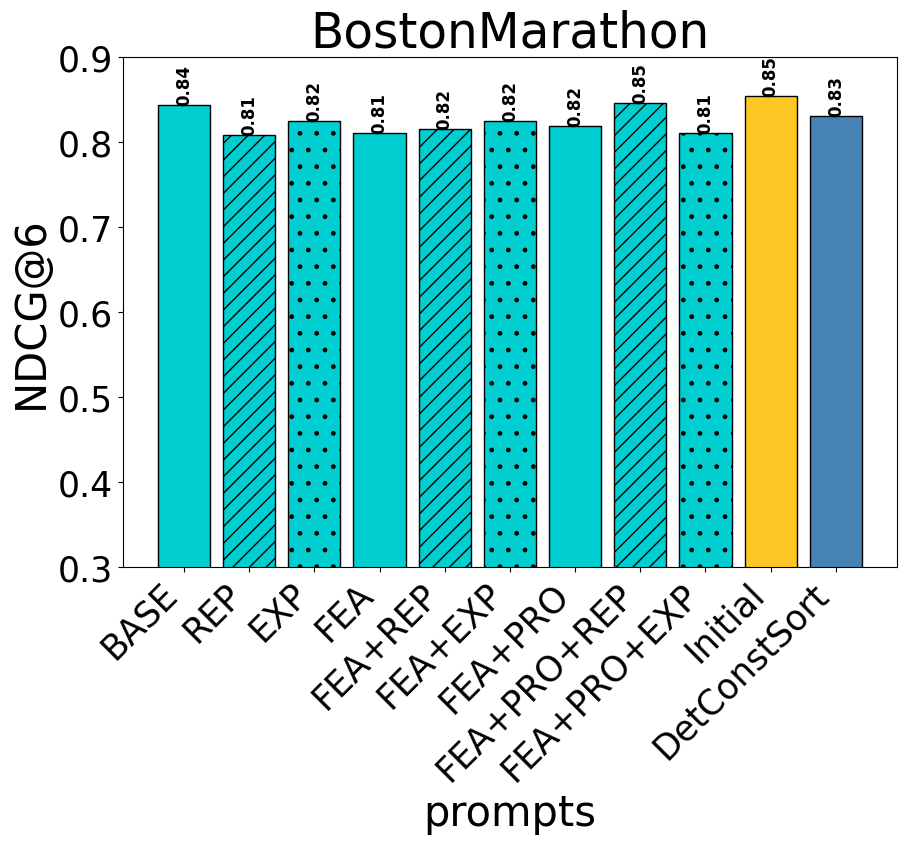 BostonMarathon
NDCG@6
0.9
0.8
0.7
0.6
0.5
0.4
0.3
0.84
0.81
0.82
0.81
0.82
0.82
0.82
0.85
0.81
0.85
0.83
BASE
REP
EXP
FEA
FEA+REP
FEA+EXP
FEA+PRO
FEA+PRO+REP
FEA+PRO+EXP
Initial
DetConstSort
prompts